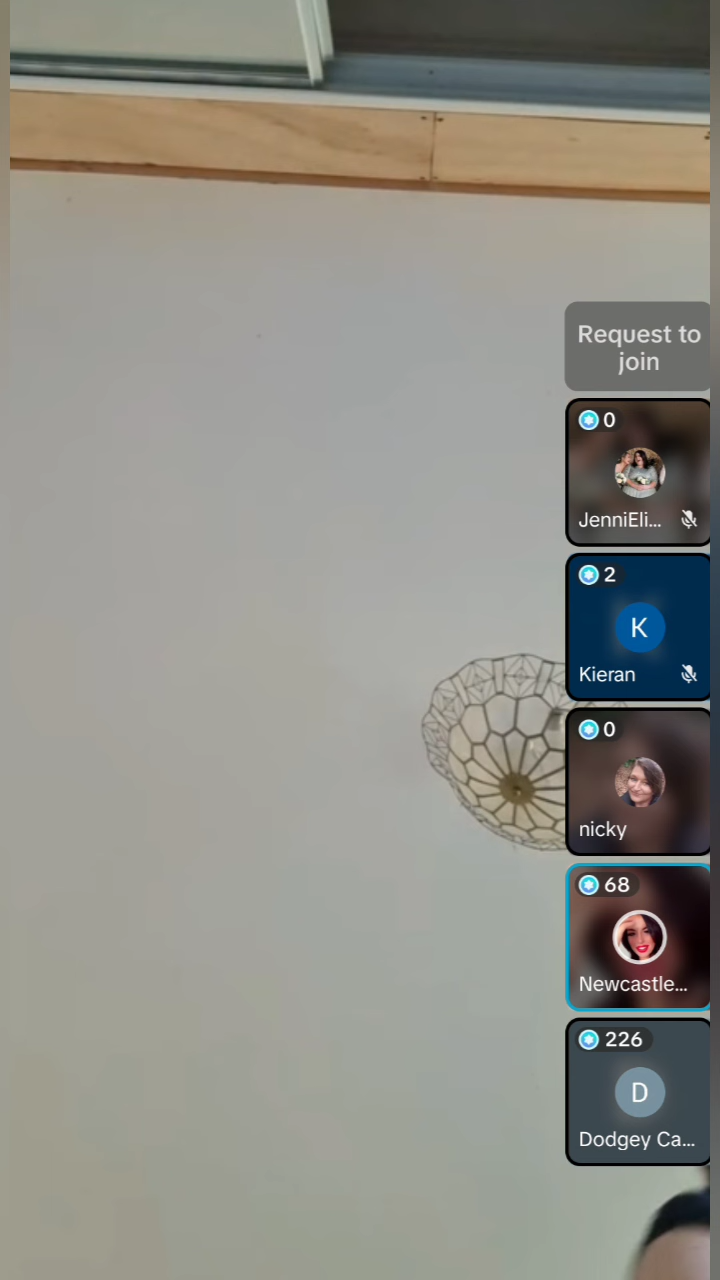 Request to
join
0
JenniEli...
2
K
Kieran
0
nicky
68
Newcastle...
226
D
Dodgey Ca...